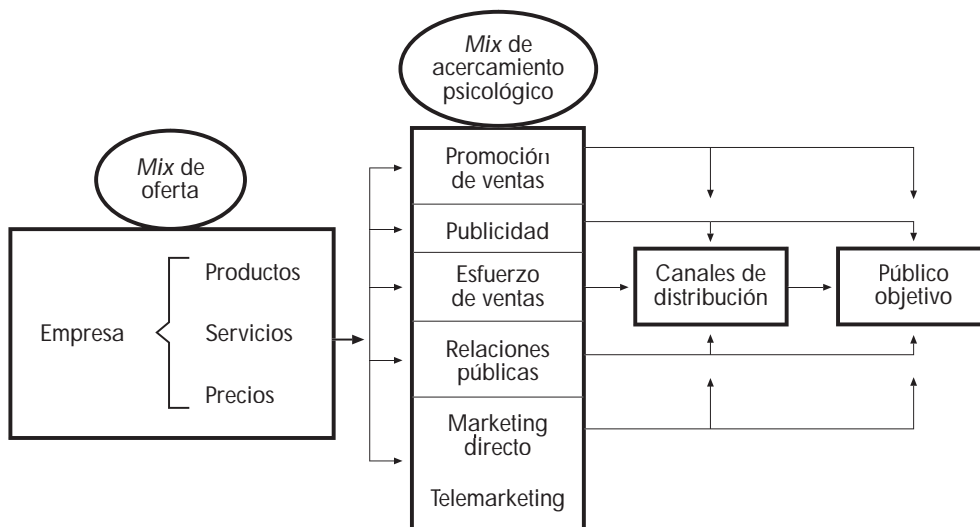 Mix de
acercamiento
psicológico
Mix de
oferta
Promoción
de ventas
Publicidad
Esfuerzo
de ventas
Relaciones
públicas
Marketing
directo
Telemarketing
Empresa
Productos
Servicios
Precios
Canales de
distribución
Público
objetivo